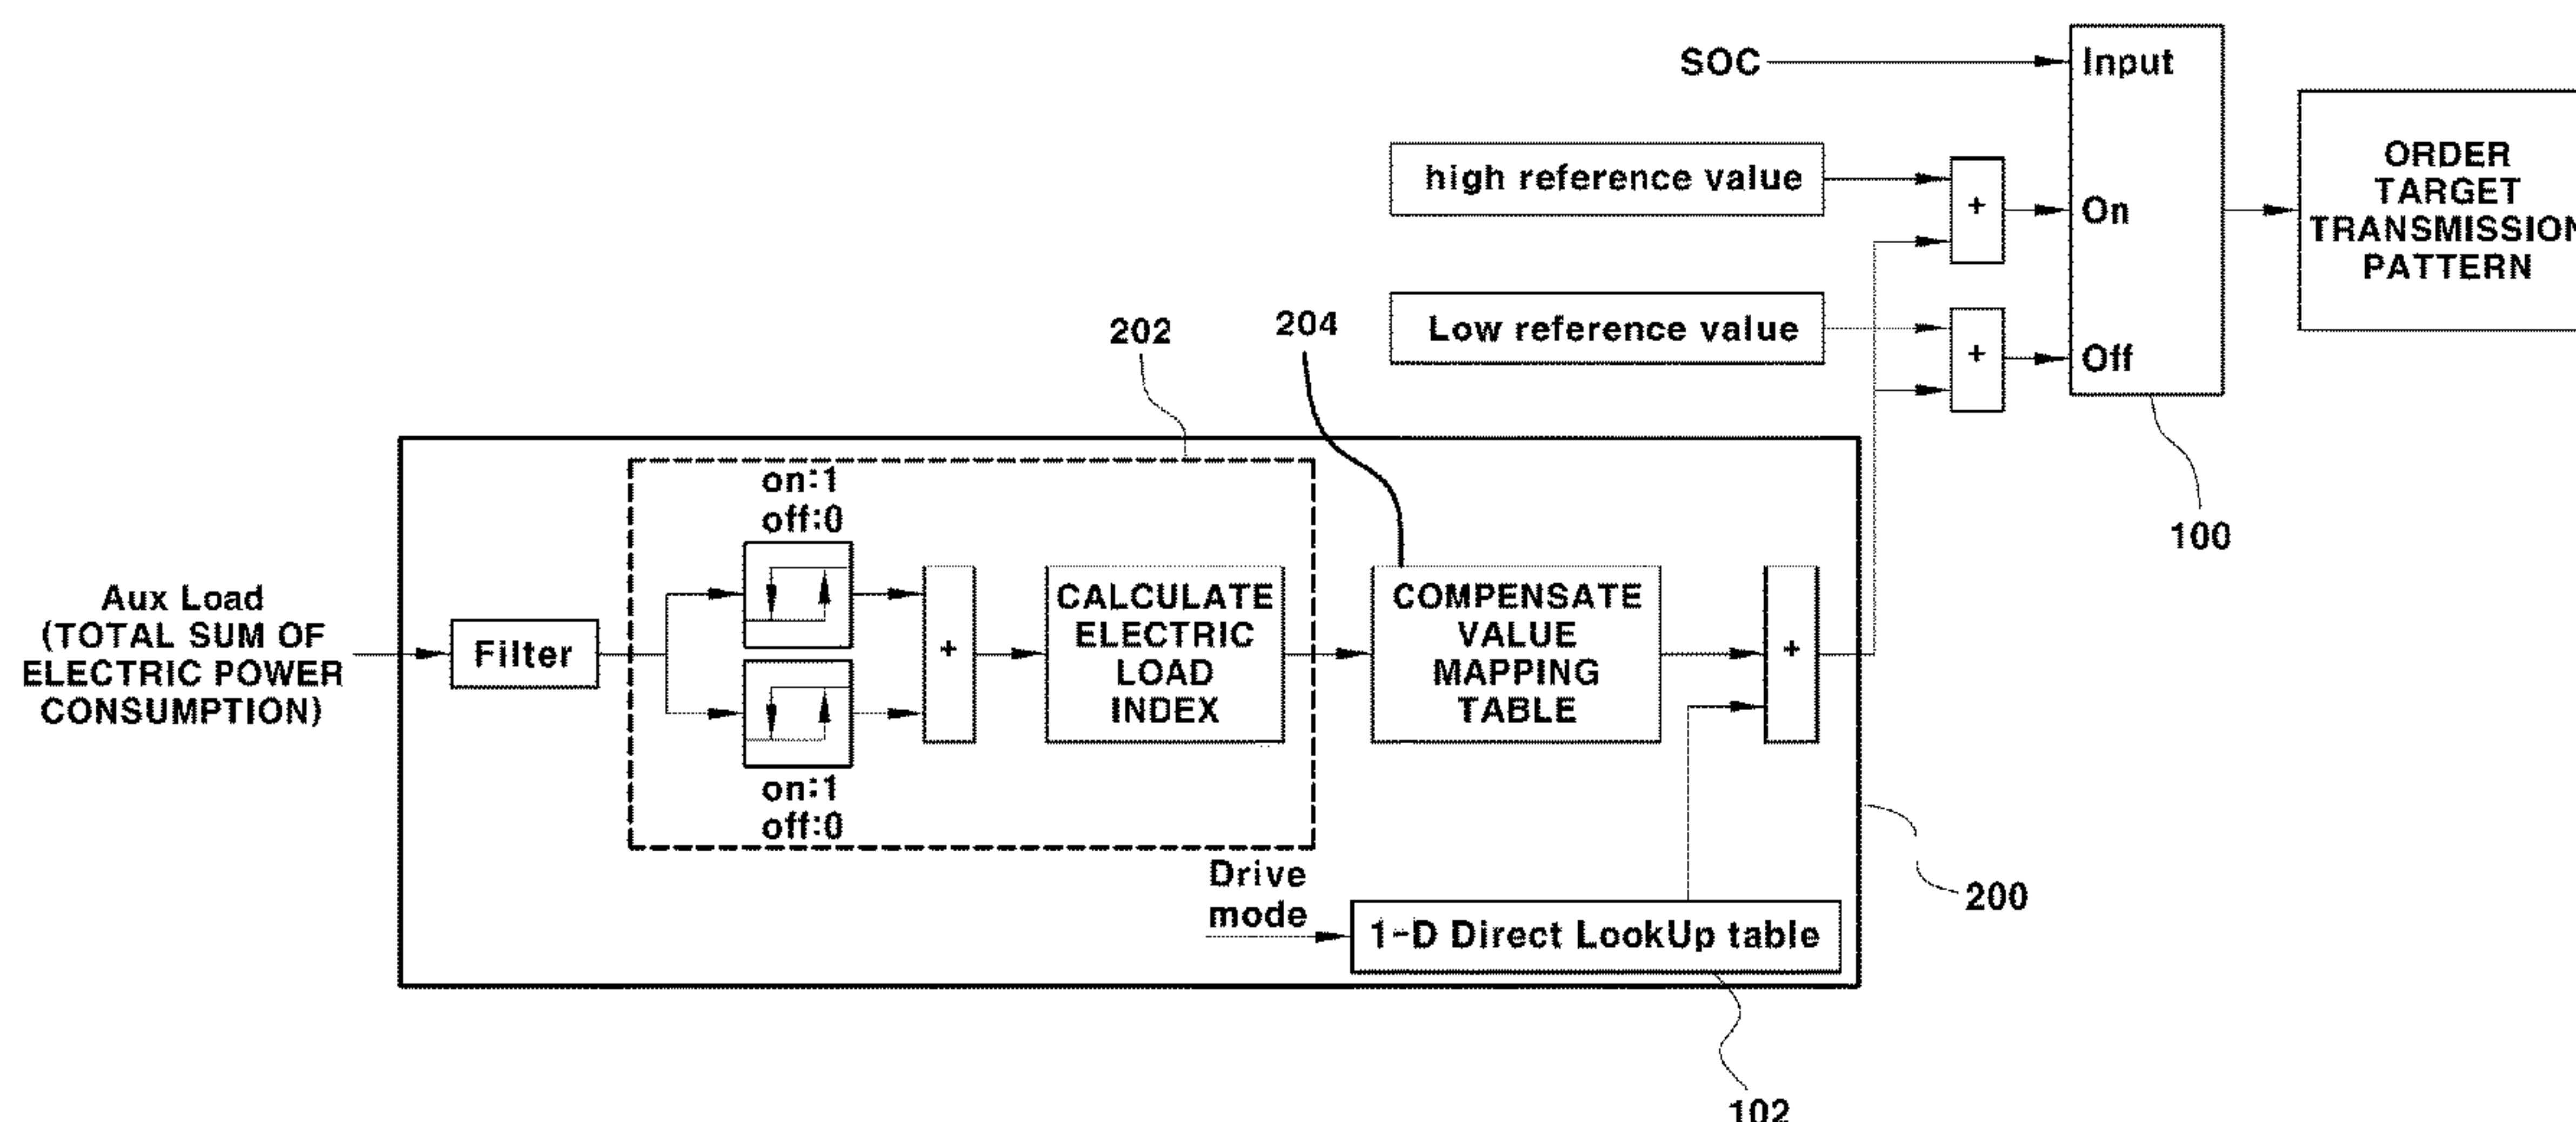 SOC
Input
high reference value
+
On
Low reference value
+
Off
ORDER
TARGET
TRANSMISSION
PATTERN
100
202
204
on:1
off:0
Aux Load
(TOTAL SUM OF
ELECTRIC POWER
CONSUMPTION)
Filter
+
CALCULATE
ELECTRIC
LOAD
INDEX
COMPENSATE
VALUE
MAPPING
TABLE
+
on:1
off:0
Drive
mode
1-D Direct LookUp table
200
102